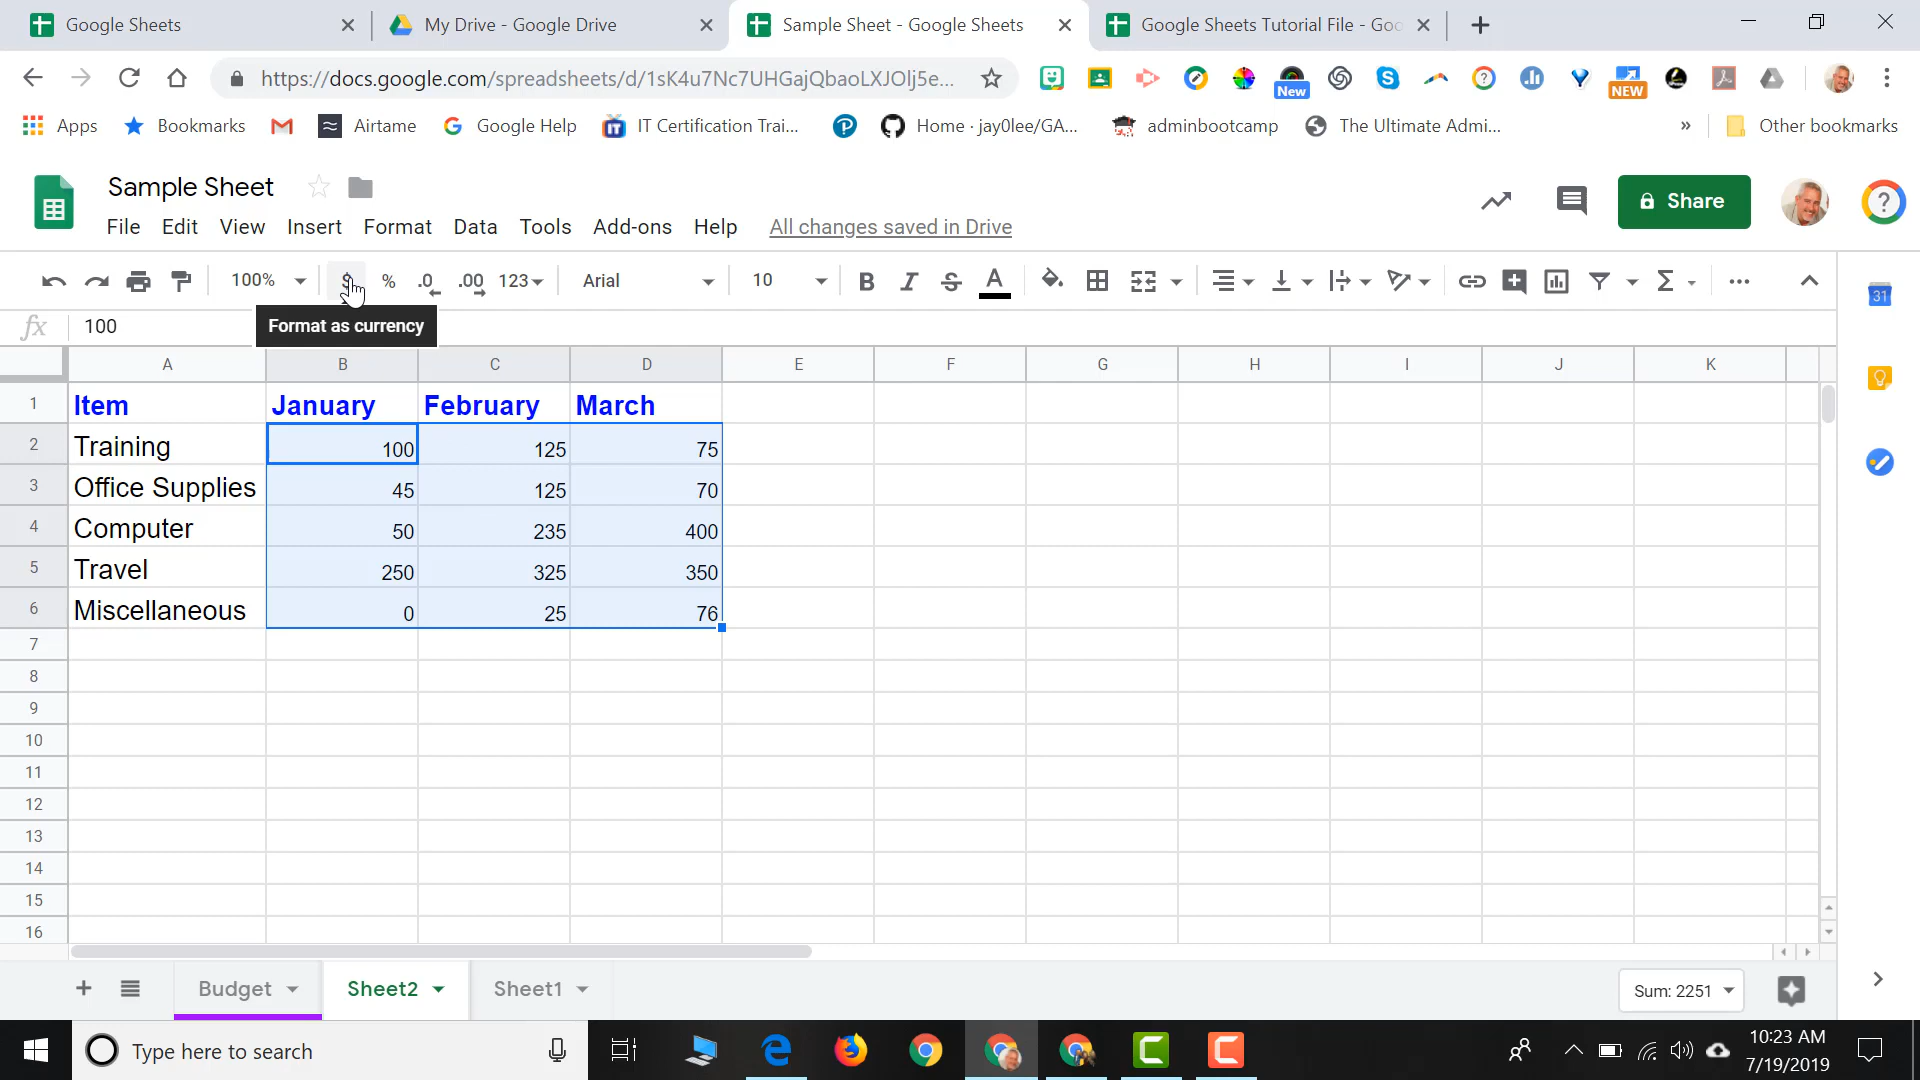 Google Sheets
My Drive - Google Drive
Sample Sheet - Google Sheets
Google Sheets Tutorial File - Goo
https://docs.google.com/spreadsheets/d/1sK4u7Nc7UHGajQbaoLXJOlj5e...
New
NEW
Apps
Bookmarks
Airtame
Google Help
IT Certification Trai...
Home · jay0lee/GA...
adminbootcamp
The Ultimate Admi...
»
Other bookmarks
Sample Sheet
Share
File Edit View Insert Format Data Tools Add-ons Help All changes saved in Drive
100% $ % .0 .00 123 Arial 10 B I S A Σ
31
fx 100
Format as currency
A B C D E F G H I J K
1 Item January February March
2 Training 100 125 75
3 Office Supplies 45 125 70
4 Computer 50 235 400
5 Travel 250 325 350
6 Miscellaneous 0 25 76
7
8
9
10
11
12
13
14
15
16
Budget Sheet2 Sheet1 Sum: 2251
Type here to search
10:23 AM
7/19/2019